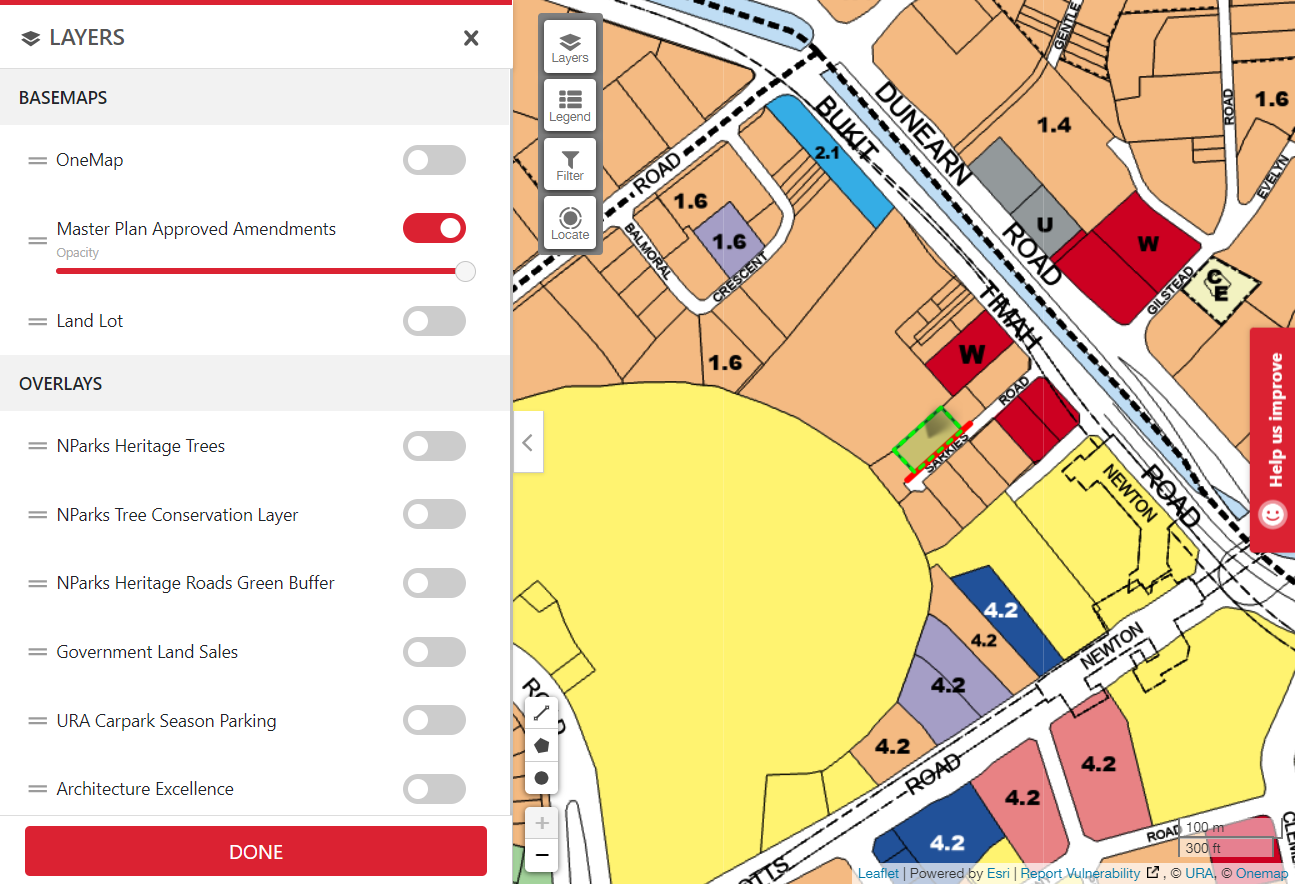 LAYERS
BASEMAPS
OneMap
Master Plan Approved Amendments
Opacity
Land Lot
OVERLAYS
NParks Heritage Trees
NParks Tree Conservation Layer
NParks Heritage Roads Green Buffer
Government Land Sales
URA Carpark Season Parking
Architecture Excellence
DONE
Layers
Legend
Filter
Locate
GENTLE
ROAD
1.6
DUNEARN
1.4
BUKIT
2.1
ROAD
EVELYN
1.6
U
ROAD
W
1.6
BALMORAL
CRESCENT
GILSTEAD
C
E
TIMAH
W
1.6
ROAD
SARKIES
Help us improve
NEWTON
ROAD
4.2
4.2
NEWTON
4.2
ROAD
4.2
ROAD
4.2
4.2
4.2
ROAD
100 m
300 ft
Leaflet | Powered by Esri | Report Vulnerability , © URA, © Onemap